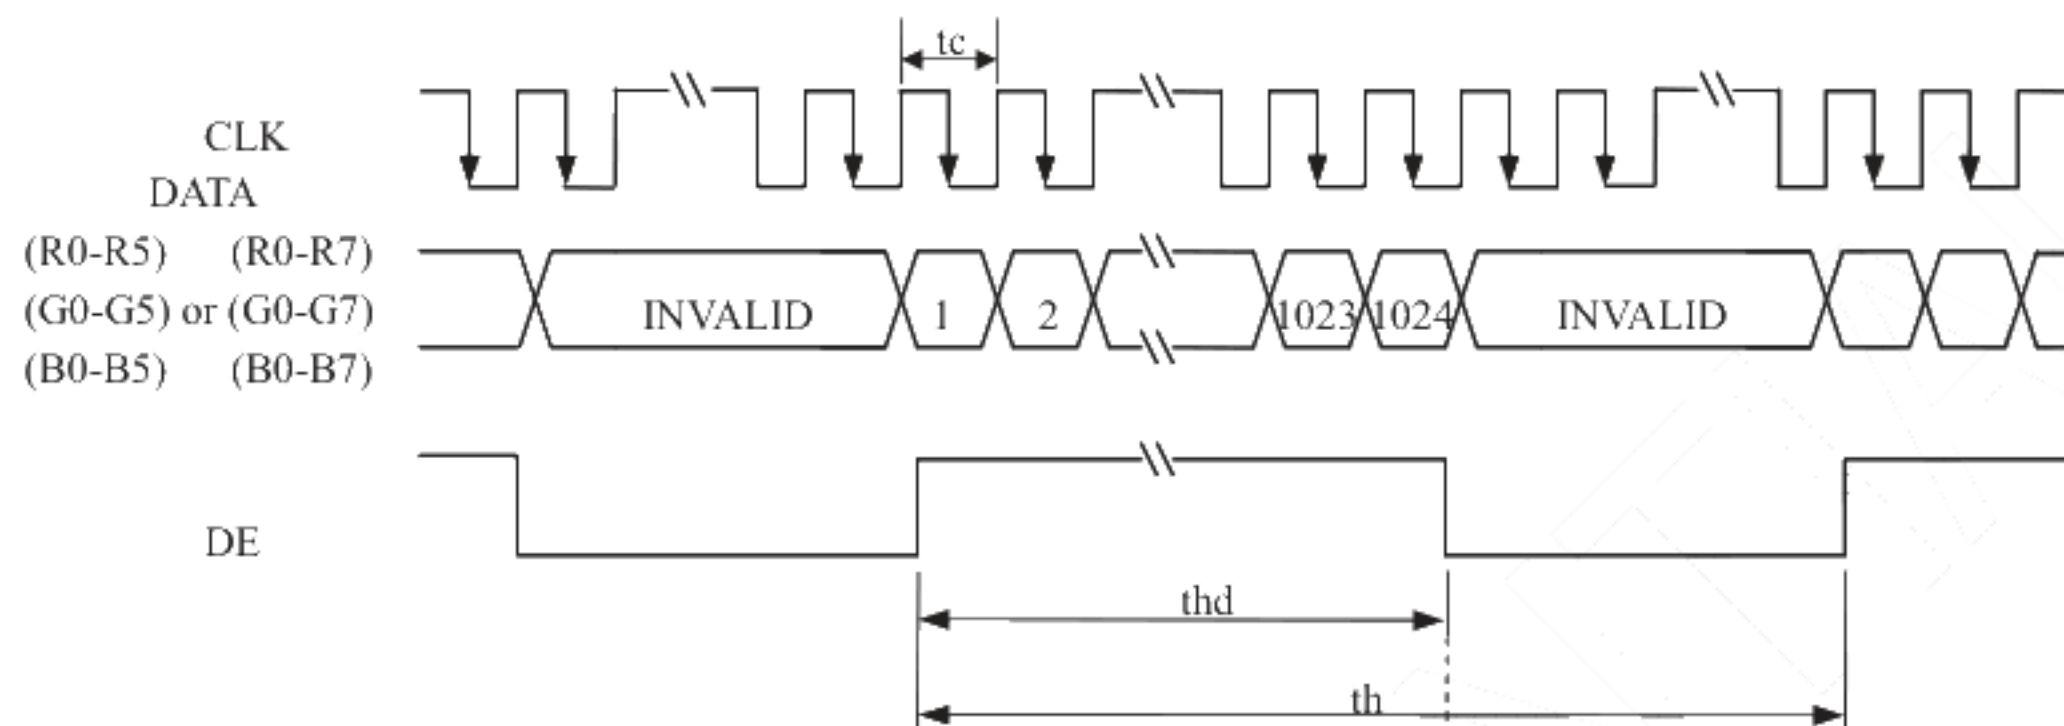 tc
CLK
DATA
(R0-R5) (R0-R7)
(G0-G5) or (G0-G7)
(B0-B5) (B0-B7)
INVALID 1 2 1023 1024 INVALID
DE
thd
th